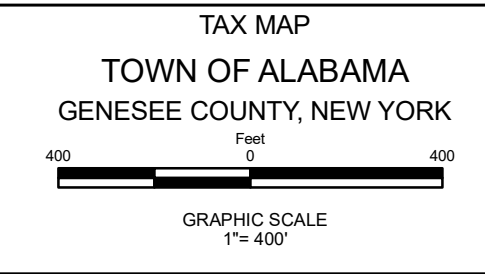 TAX MAP
TOWN OF ALABAMA
GENESEE COUNTY, NEW YORK
Feet
400 0 400
GRAPHIC SCALE
1"= 400'